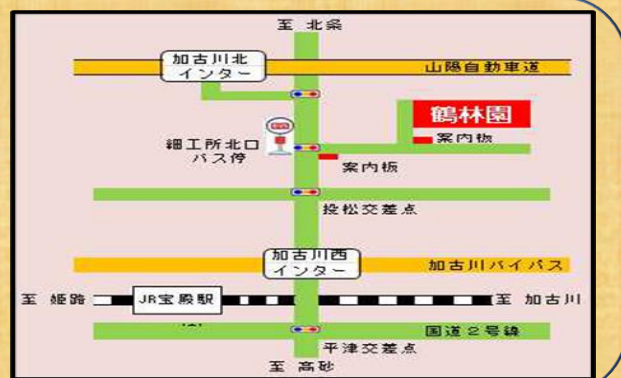 至 北条
加古川北
インター
山陽自動車道
鶴林園
案内板
細工所北口
バス停
案内板
投松交差点
加古川西
インター
加古川バイパス
至 姫路
JR宝殿駅
至 加古川
国道2号線
平津交差点
至 高砂